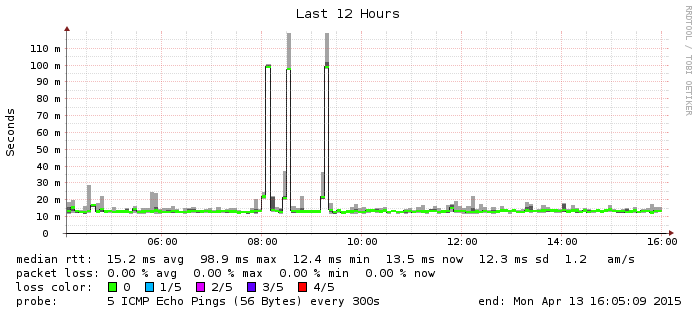 Last 12 Hours
RRDTOOL / TOBI OETIKER
Seconds
110 m
100 m
90 m
80 m
70 m
60 m
50 m
40 m
30 m
20 m
10 m
0
06:00 08:00 10:00 12:00 14:00 16:00
median rtt: 15.2 ms avg 98.9 ms max 12.4 ms min 13.5 ms now 12.3 ms sd 1.2 am/s
packet loss: 0.00 % avg 0.00 % max 0.00 % min 0.00 % now
loss color: 0 1/5 2/5 3/5 4/5
probe: 5 ICMP Echo Pings (56 Bytes) every 300s end: Mon Apr 13 16:05:09 2015